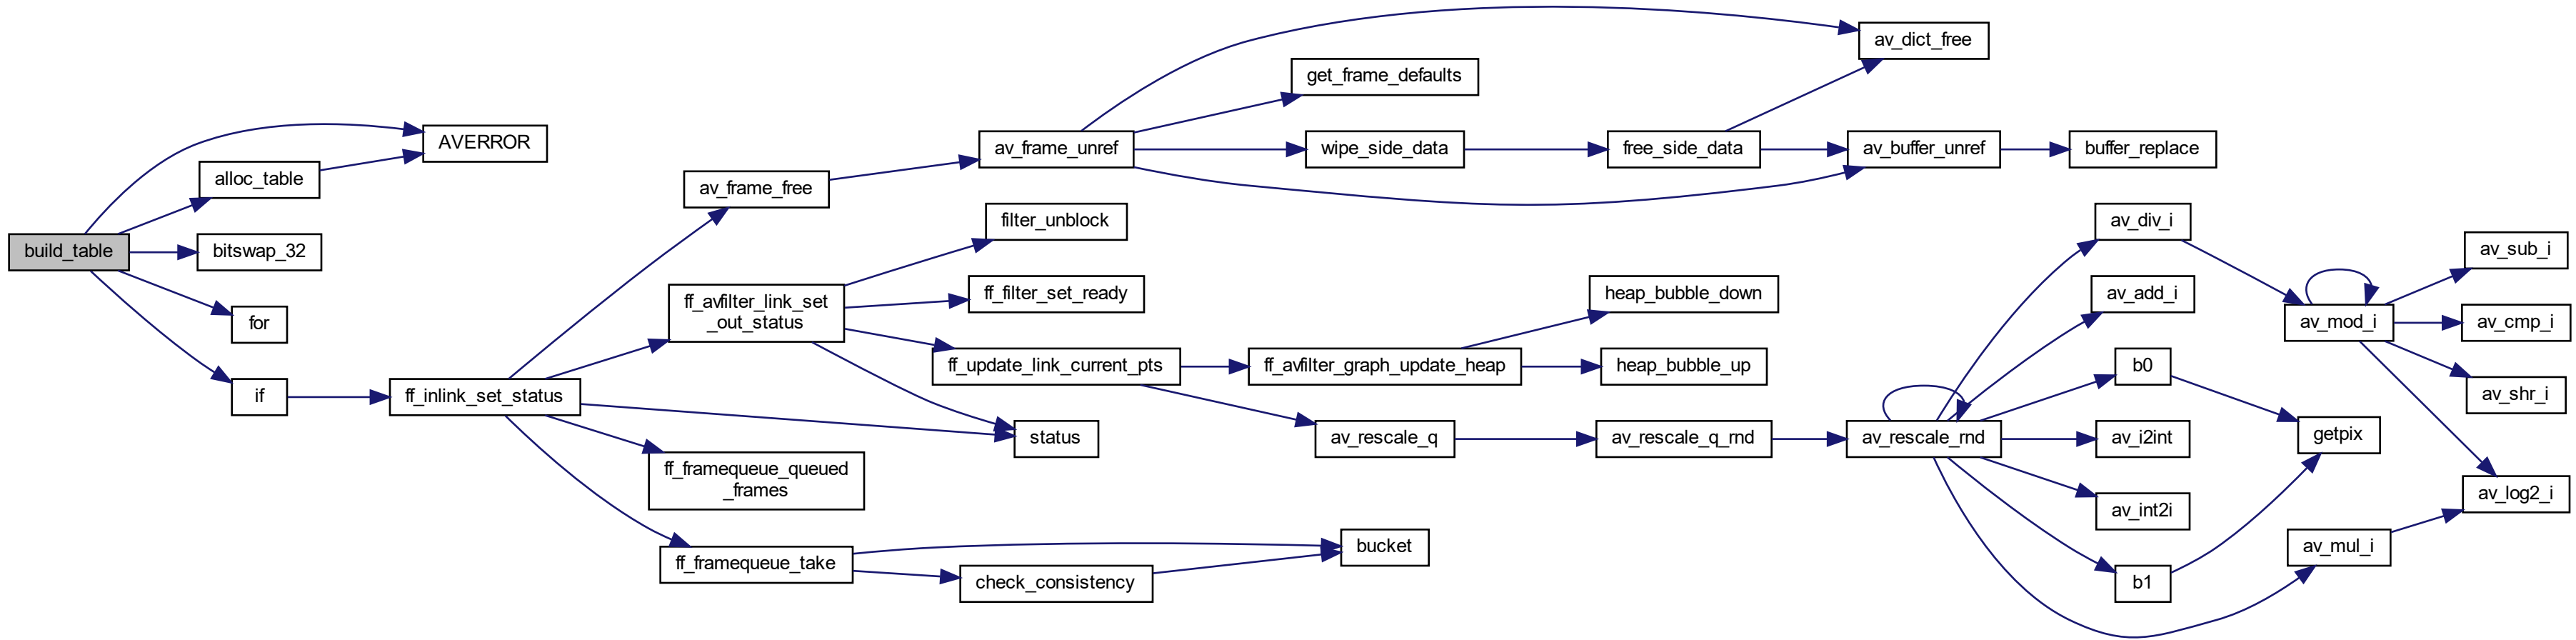 build_table
AVERROR
alloc_table
bitswap_32
for
if
ff_inlink_set_status
av_frame_free
av_frame_unref
av_dict_free
get_frame_defaults
wipe_side_data
free_side_data
av_buffer_unref
buffer_replace
ff_avfilter_link_set
_out_status
filter_unblock
ff_filter_set_ready
ff_update_link_current_pts
status
ff_avfilter_graph_update_heap
heap_bubble_down
heap_bubble_up
av_rescale_q
av_rescale_q_rnd
av_rescale_rnd
av_div_i
av_add_i
b0
av_i2int
av_int2i
b1
av_mul_i
getpix
av_mod_i
av_sub_i
av_cmp_i
av_shr_i
av_log2_i
ff_framequeue_queued
_frames
ff_framequeue_take
bucket
check_consistency